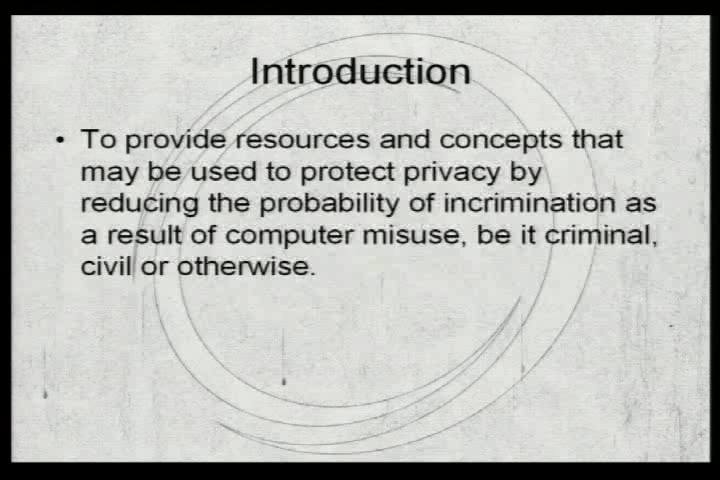 Introduction
• To provide resources and concepts that
may be used to protect privacy by
reducing the probability of incrimination as
a result of computer misuse, be it criminal,
civil or otherwise.